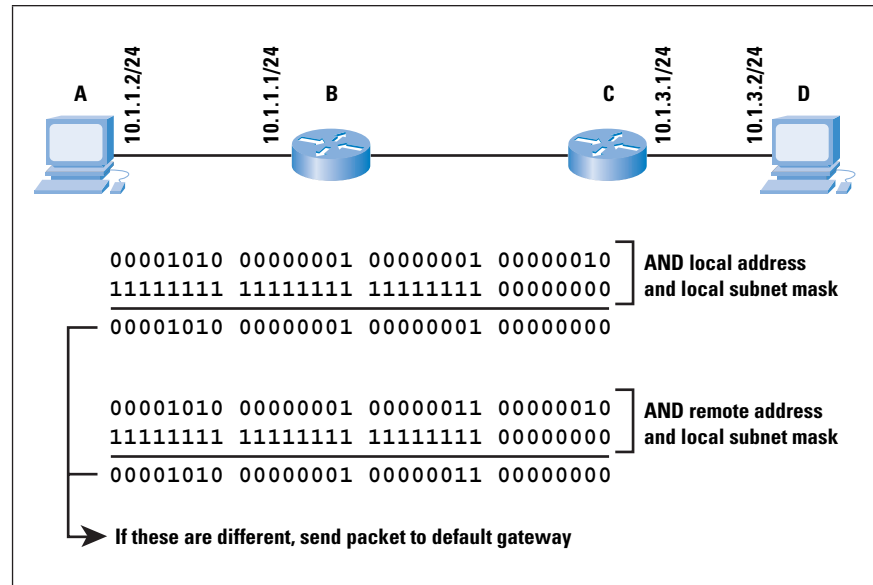 A
10.1.1.2/24
10.1.1.1/24
B
C
10.1.3.1/24
10.1.3.2/24
D
00001010 00000001 00000001 00000010
11111111 11111111 11111111 00000000
AND local address
and local subnet mask
00001010 00000001 00000001 00000000
00001010 00000001 00000011 00000010
11111111 11111111 11111111 00000000
AND remote address
and local subnet mask
00001010 00000001 00000011 00000000
If these are different, send packet to default gateway